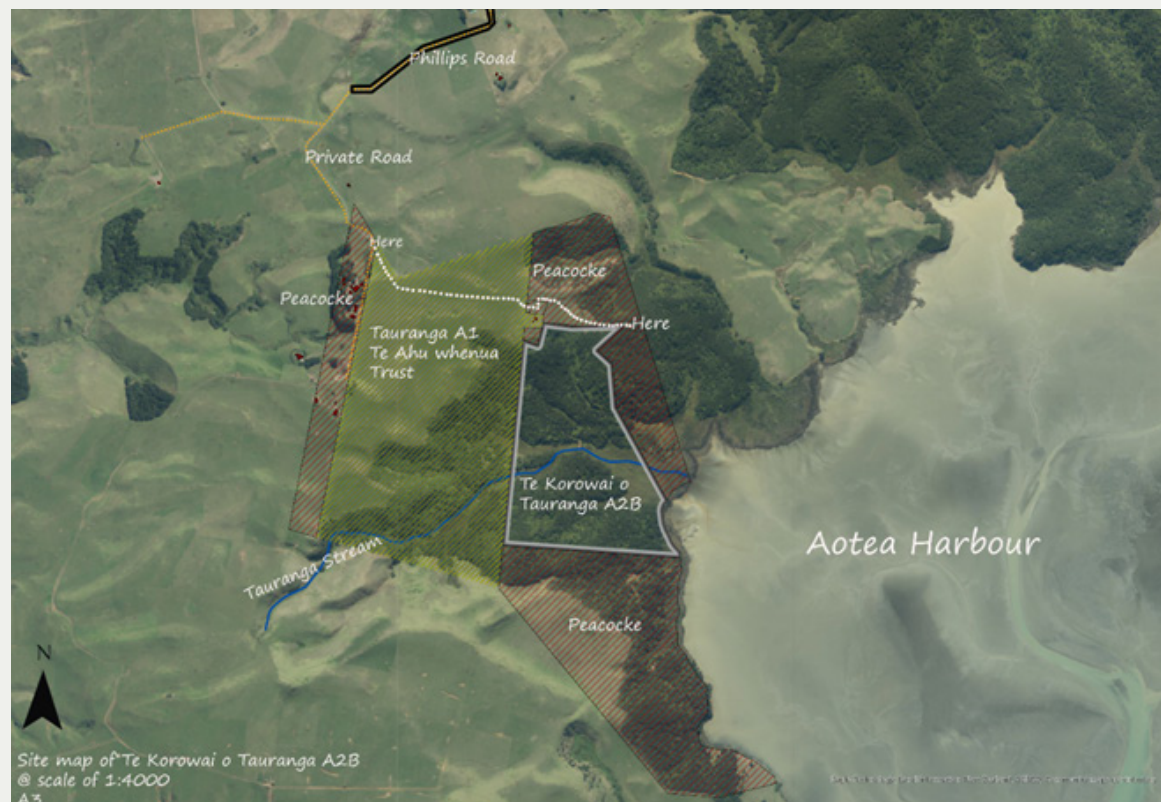 Phillips Road
Private Road
Here
Peacocke
Peacocke
Here
Tauranga A1
Te Ahu whenua
Trust
Te Korowai o
Tauranga A2B
Aotea Harbour
Tauranga Stream
Peacocke
N
Site map of Te Korowai o Tauranga A2B
@ scale of 1:4000
A3